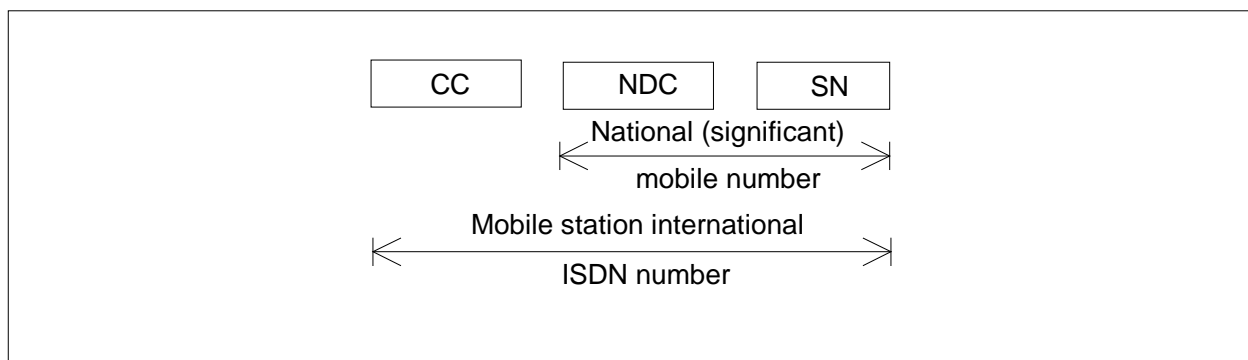 CC NDC SN
National (significant)
mobile number
Mobile station international
ISDN number